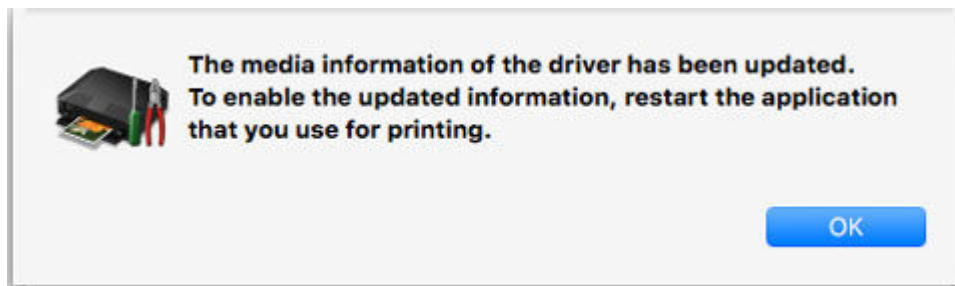 The media information of the driver has been updated.
To enable the updated information, restart the application
that you use for printing.
OK